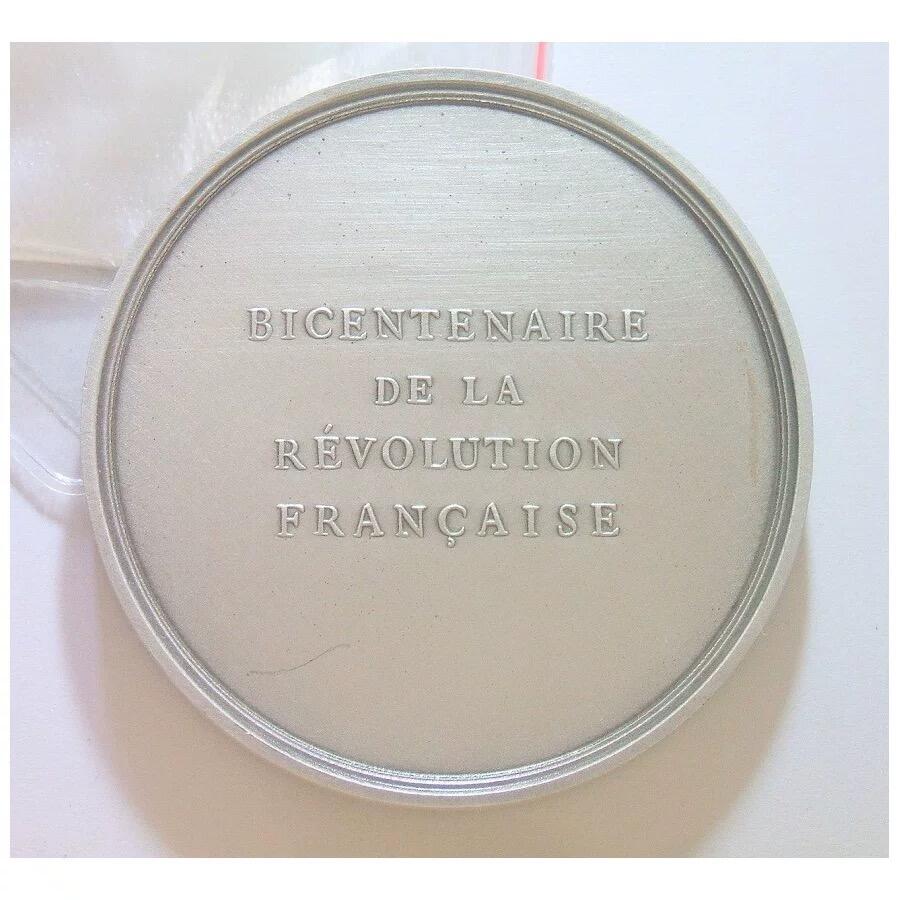 BICENTENAIRE
DE LA
RÉVOLUTION
FRANÇAISE